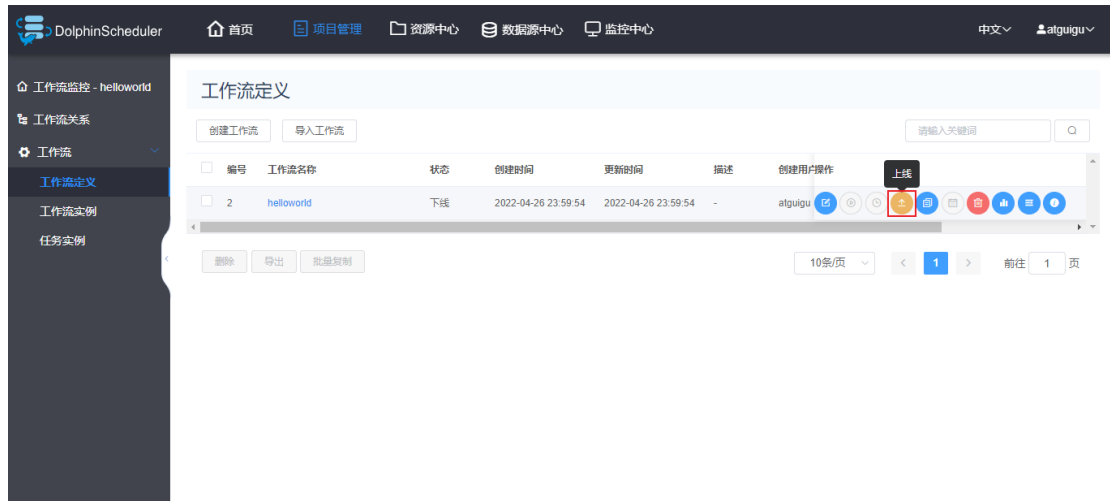 DolphinScheduler 首页 项目管理 资源中心 数据源中心 监控中心 中文 atguigu
工作流监控 - helloworld
工作流关系
工作流
工作流定义
工作流实例
任务实例
工作流定义
创建工作流 导入工作流 请输入关键词
上线
编号 工作流名称 状态 创建时间 更新时间 描述 创建用户 操作
2 helloworld 下线 2022-04-26 23:59:54 2022-04-26 23:59:54 - atguigu
删除 导出 批量复制 10条/页 1 前往 1 页